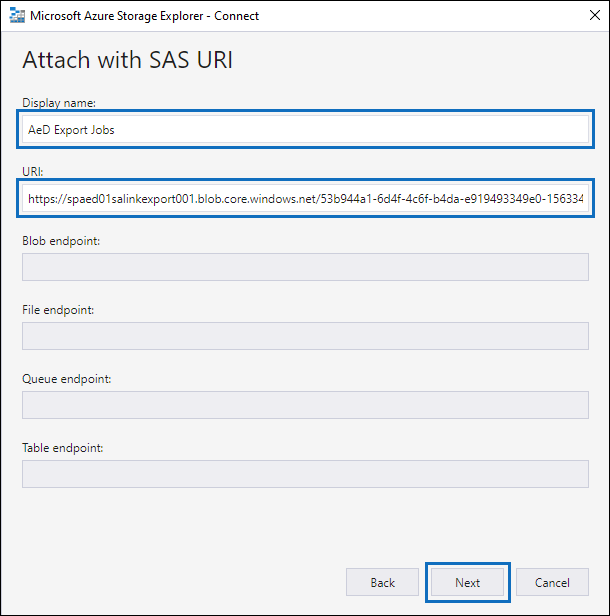 Microsoft Azure Storage Explorer - Connect
Attach with SAS URI
Display name:
AeD Export Jobs
URI:
https://spaed01salinkexport001.blob.core.windows.net/53b944a1-6d4f-4c6f-b4da-e919493349e0-156334
Blob endpoint:
File endpoint:
Queue endpoint:
Table endpoint:
Back Next Cancel